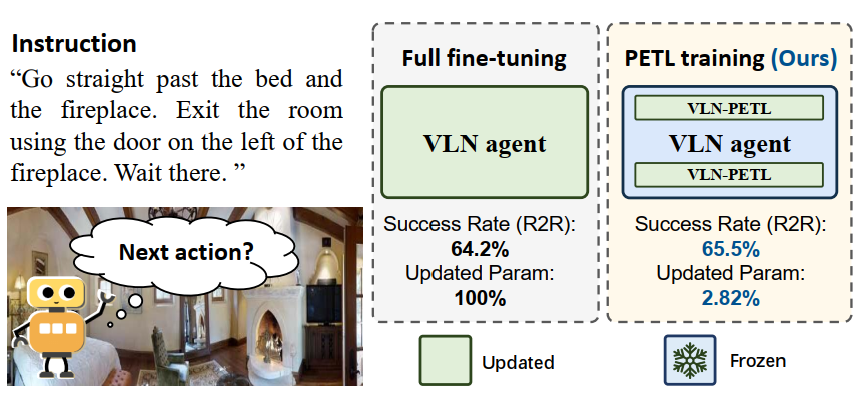 Instruction
“Go straight past the bed and
the fireplace. Exit the room
using the door on the left of the
fireplace. Wait there. ”
Next action?
Full fine-tuning
VLN agent
Success Rate (R2R):
64.2%
Updated Param:
100%
PETL training (Ours)
VLN-PETL
VLN agent
VLN-PETL
Success Rate (R2R):
65.5%
Updated Param:
2.82%
Updated
Frozen